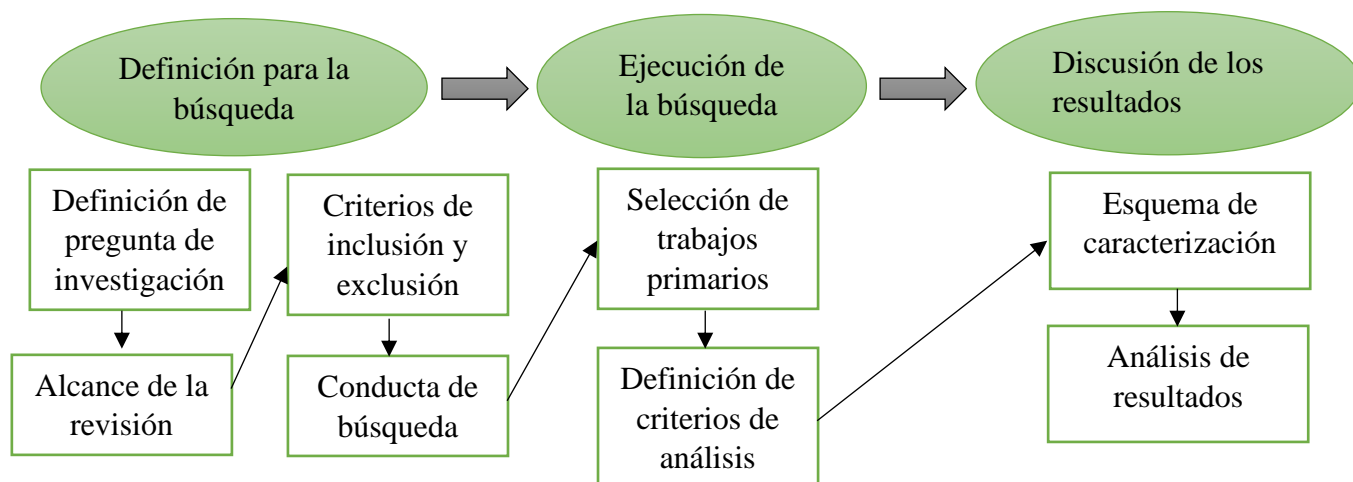 Definición para la
búsqueda
Ejecución de
la búsqueda
Discusión de los
resultados
Definición de
pregunta de
investigación
Alcance de la
revisión
Criterios de
inclusión y
exclusión
Conducta de
búsqueda
Selección de
trabajos
primarios
Definición de
criterios de
análisis
Esquema de
caracterización
Análisis de
resultados